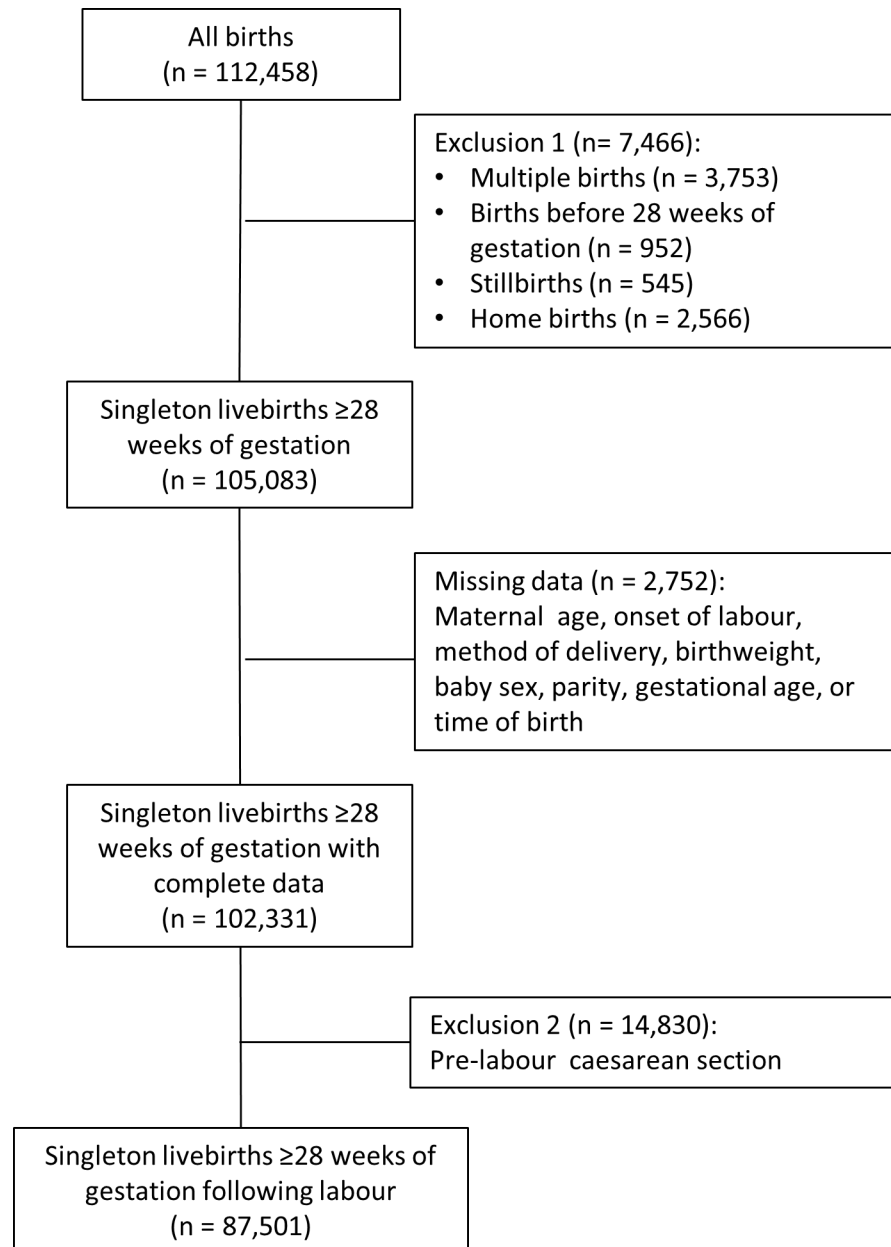 All births
(n = 112,458)
Exclusion 1 (n= 7,466):
• Multiple births (n = 3,753)
• Births before 28 weeks of
gestation (n = 952)
• Stillbirths (n = 545)
• Home births (n = 2,566)
Singleton livebirths ≥28
weeks of gestation
(n = 105,083)
Missing data (n = 2,752):
Maternal  age, onset of labour,
method of delivery, birthweight,
baby sex, parity, gestational age, or
time of birth
Singleton livebirths ≥28
weeks of gestation with
complete data
(n = 102,331)
Exclusion 2 (n = 14,830):
Pre-labour  caesarean section
Singleton livebirths ≥28 weeks of
gestation following labour
(n = 87,501)